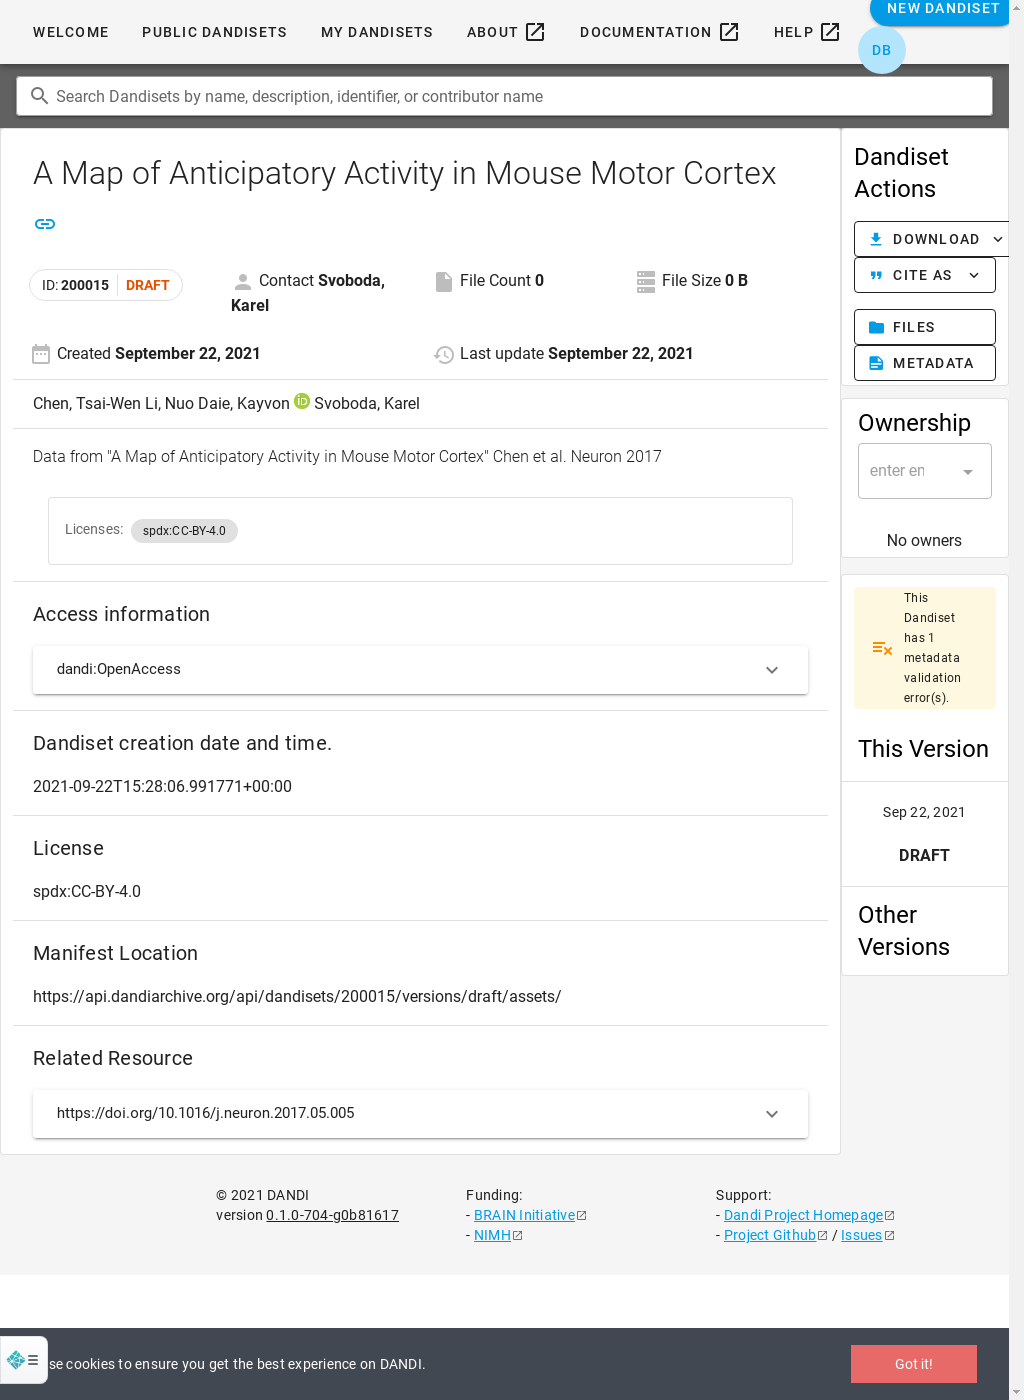 WELCOME PUBLIC DANDISETS MY DANDISETS ABOUT DOCUMENTATION HELP NEW DANDISET
DB
Search Dandisets by name, description, identifier, or contributor name
A Map of Anticipatory Activity in Mouse Motor Cortex
ID: 200015 DRAFT
Contact Svoboda,
Karel
File Count 0
File Size 0 B
Created September 22, 2021
Last update September 22, 2021
Chen, Tsai-Wen Li, Nuo Daie, Kayvon iD Svoboda, Karel
Data from "A Map of Anticipatory Activity in Mouse Motor Cortex" Chen et al. Neuron 2017
Licenses: spdx:CC-BY-4.0
Access information
dandi:OpenAccess
Dandiset creation date and time.
2021-09-22T15:28:06.991771+00:00
License
spdx:CC-BY-4.0
Manifest Location
https://api.dandiarchive.org/api/dandisets/200015/versions/draft/assets/
Related Resource
https://doi.org/10.1016/j.neuron.2017.05.005
Dandiset
Actions
DOWNLOAD
CITE AS
FILES
METADATA
Ownership
enter en
No owners
This
Dandiset
has 1
metadata
validation
error(s).
This Version
Sep 22, 2021
DRAFT
Other
Versions
© 2021 DANDI
version 0.1.0-704-g0b81617
Funding:
- BRAIN Initiative
- NIMH
Support:
- Dandi Project Homepage
- Project Github / Issues
se cookies to ensure you get the best experience on DANDI.
Got it!